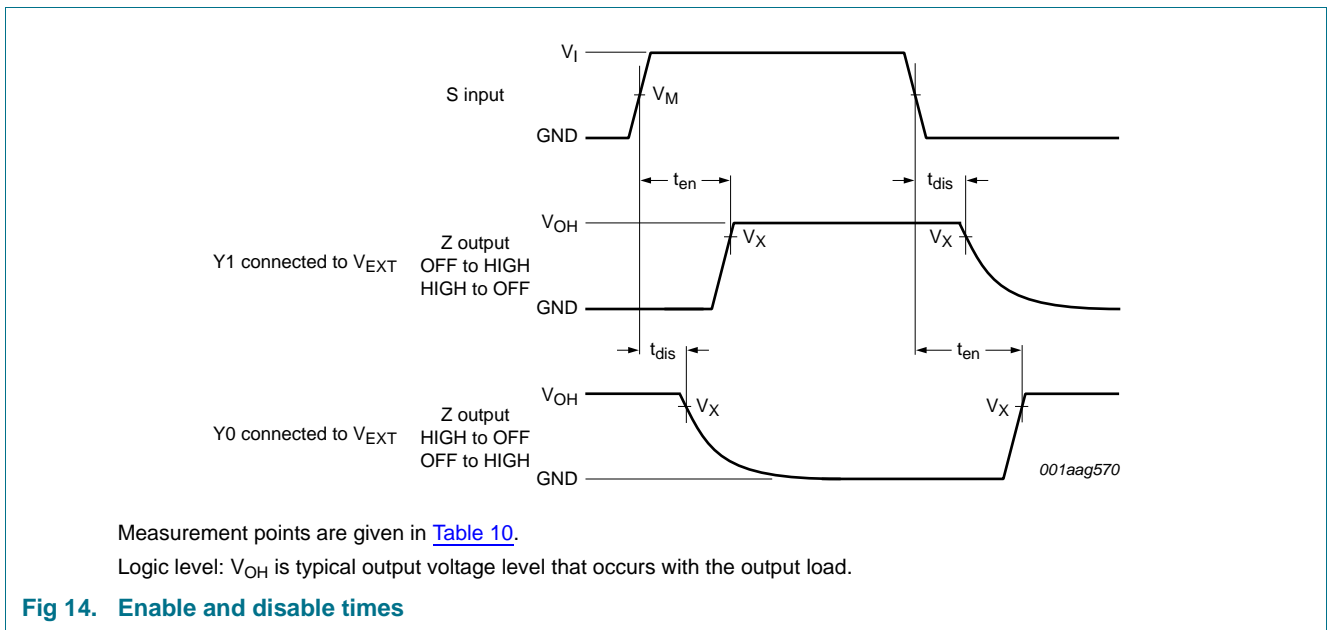 V_I
S input
V_M
GND
t_en
t_dis
V_OH
V_X
V_X
Y1 connected to V_EXT
Z output
OFF to HIGH
HIGH to OFF
GND
t_dis
t_en
V_OH
V_X
V_X
Y0 connected to V_EXT
Z output
HIGH to OFF
OFF to HIGH
GND
001aag570
Measurement points are given in Table 10.
Logic level: V_OH is typical output voltage level that occurs with the output load.
Fig 14. Enable and disable times